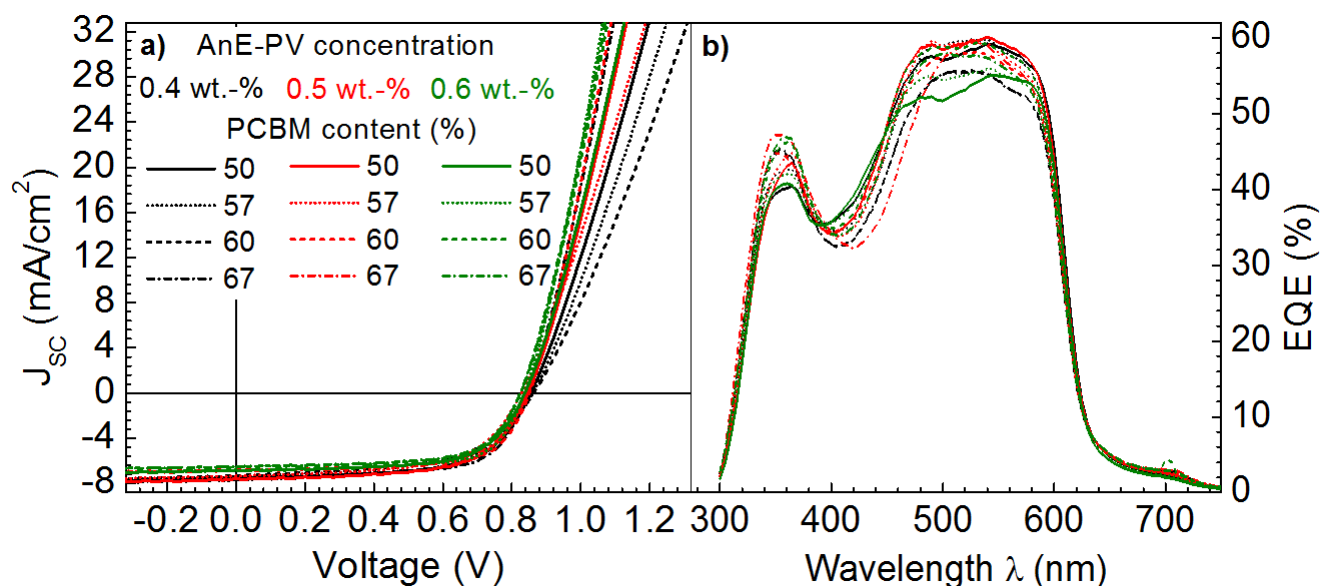 a) AnE-PV concentration
0.4 wt.-% 0.5 wt.-% 0.6 wt.-%
PCBM content (%)
50 50 50
57 57 57
60 60 60
67 67 67
32
28
24
20
16
12
8
4
0
-4
-8
J_SC (mA/cm²)
-0.2 0.0 0.2 0.4 0.6 0.8 1.0 1.2
Voltage (V)
b)
60
50
40
30
20
10
0
EQE (%)
300 400 500 600 700
Wavelength λ (nm)